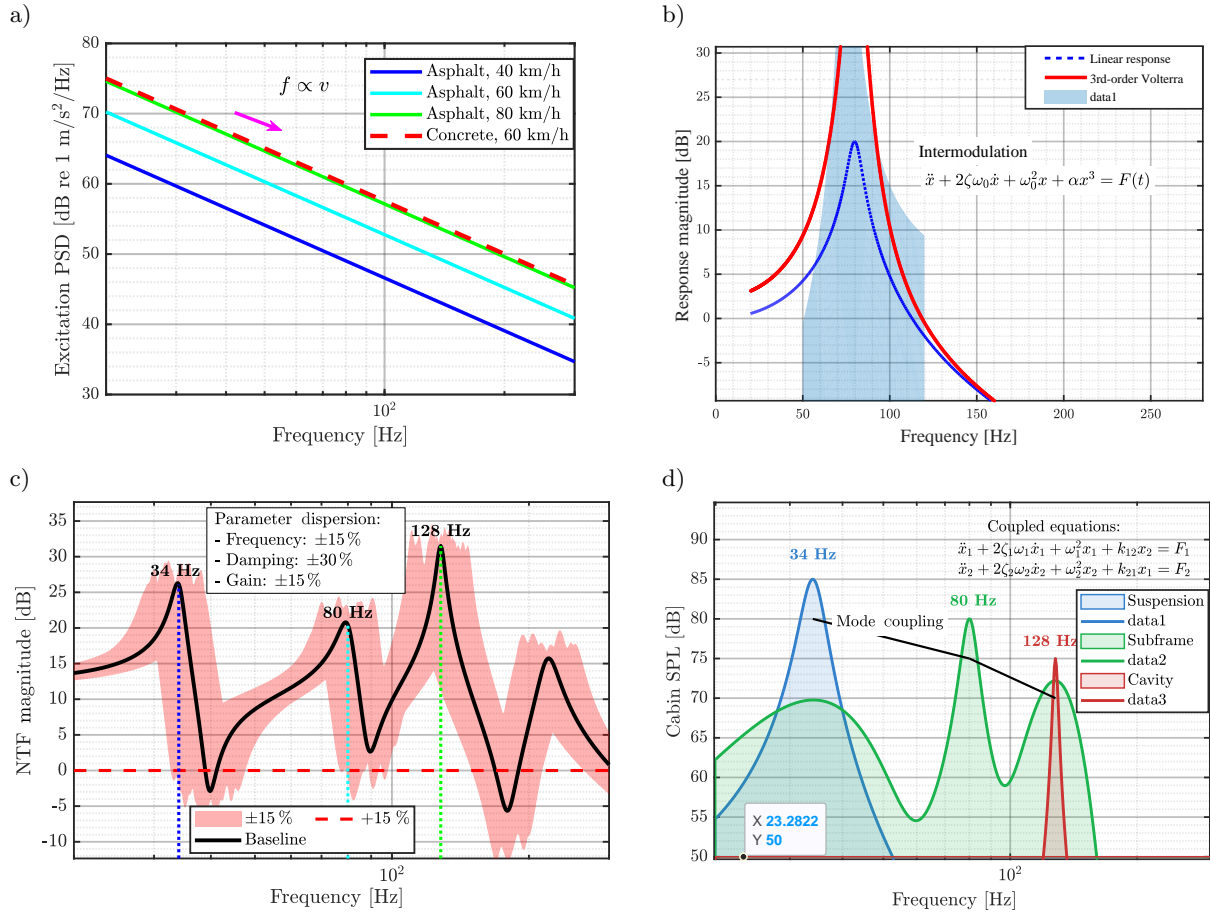 a)
80
70
60
50
40
30
Excitation PSD [dB re 1 m/s²/Hz]
f ∝ v
Asphalt, 40 km/h
Asphalt, 60 km/h
Asphalt, 80 km/h
Concrete, 60 km/h
10²
Frequency [Hz]
b)
30
25
20
15
10
5
0
-5
Response magnitude [dB]
Linear response
3rd-order Volterra
data1
Intermodulation
ẍ + 2ζω₀ẋ + ω₀²x + αx³ = F(t)
0 50 100 150 200 250
Frequency [Hz]
c)
35
30
25
20
15
10
5
0
-5
-10
NTF magnitude [dB]
Parameter dispersion:
- Frequency: ±15 %
- Damping: ±30 %
- Gain: ±15 %
34 Hz
80 Hz
128 Hz
±15 % +15 %
Baseline
10²
Frequency [Hz]
d)
90
85
80
75
70
65
60
55
50
Cabin SPL [dB]
Coupled equations:
ẍ₁ + 2ζ₁ω₁ẋ₁ + ω₁²x₁ + k₁₂x₂ = F₁
ẍ₂ + 2ζ₂ω₂ẋ₂ + ω₂²x₂ + k₂₁x₁ = F₂
34 Hz
80 Hz
128 Hz
Mode coupling
Suspension
data1
Subframe
data2
Cavity
data3
X 23.2822
Y 50
10²
Frequency [Hz]